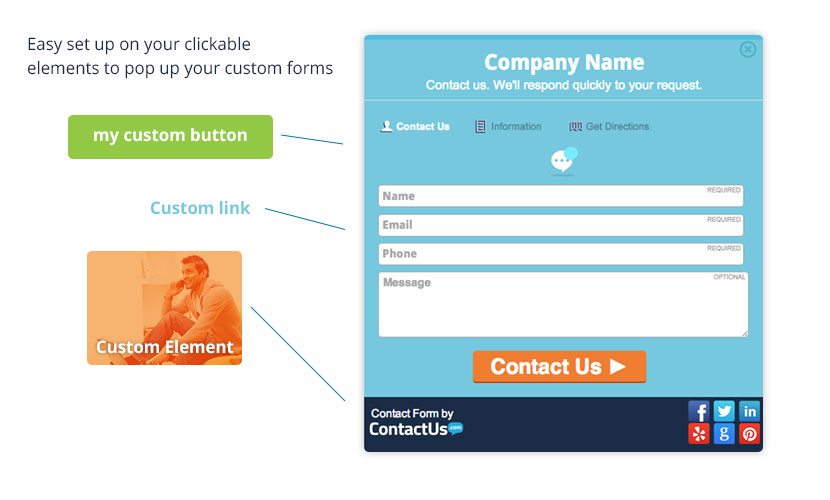 Easy set up on your clickable
elements to pop up your custom forms
my custom button
Custom link
Custom Element
Company Name
Contact us. We'll respond quickly to your request.
Contact Us
Information
Get Directions
Name
REQUIRED
Email
REQUIRED
Phone
REQUIRED
Message
OPTIONAL
Contact Us
Contact Form by
ContactUs.com
f
in
g